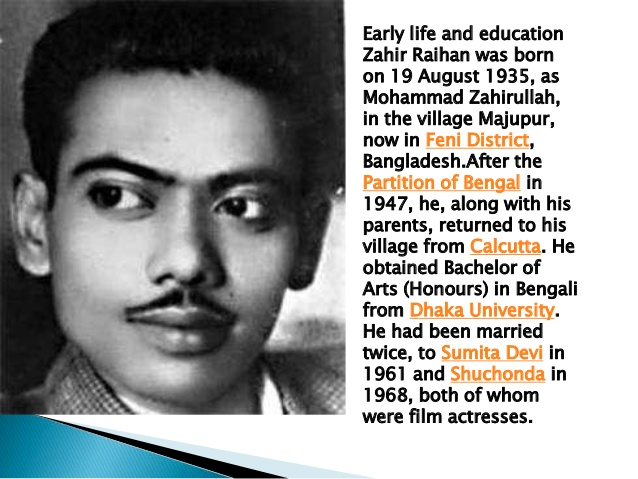 Early life and education
Zahir Raihan was born
on 19 August 1935, as
Mohammad Zahirullah,
in the village Majupur,
now in Feni District,
Bangladesh.After the
Partition of Bengal in
1947, he, along with his
parents, returned to his
village from Calcutta. He
obtained Bachelor of
Arts (Honours) in Bengali
from Dhaka University.
He had been married
twice, to Sumita Devi in
1961 and Shuchonda in
1968, both of whom
were film actresses.